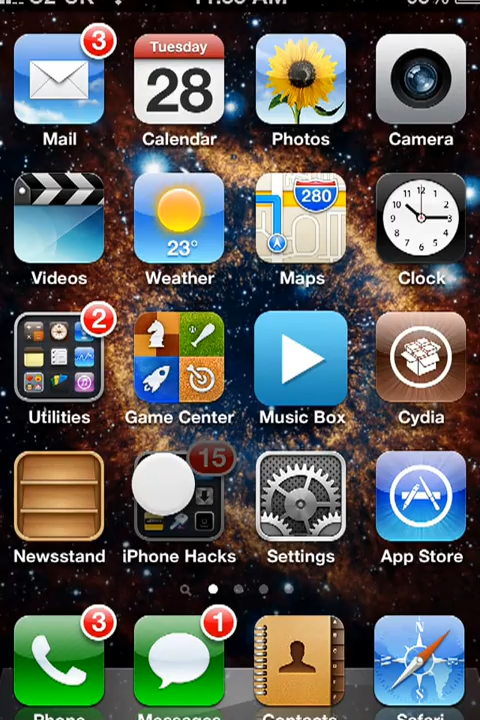 3
Tuesday
28
Mail Calendar Photos Camera
280
12
23°
Videos Weather Maps Clock
2
Utilities Game Center Music Box Cydia
15
Newsstand iPhone Hacks Settings App Store
3 1